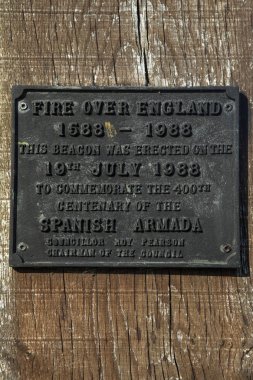 FIRE OVER ENGLAND
1588 - 1988
THIS BEACON WAS ERECTED ON THE
19TH JULY 1988
TO COMMEMORATE THE 400TH
CENTENARY OF THE
SPANISH ARMADA
COUNCILLOR ROY PEARSON
CHAIRMAN OF THE COUNCIL